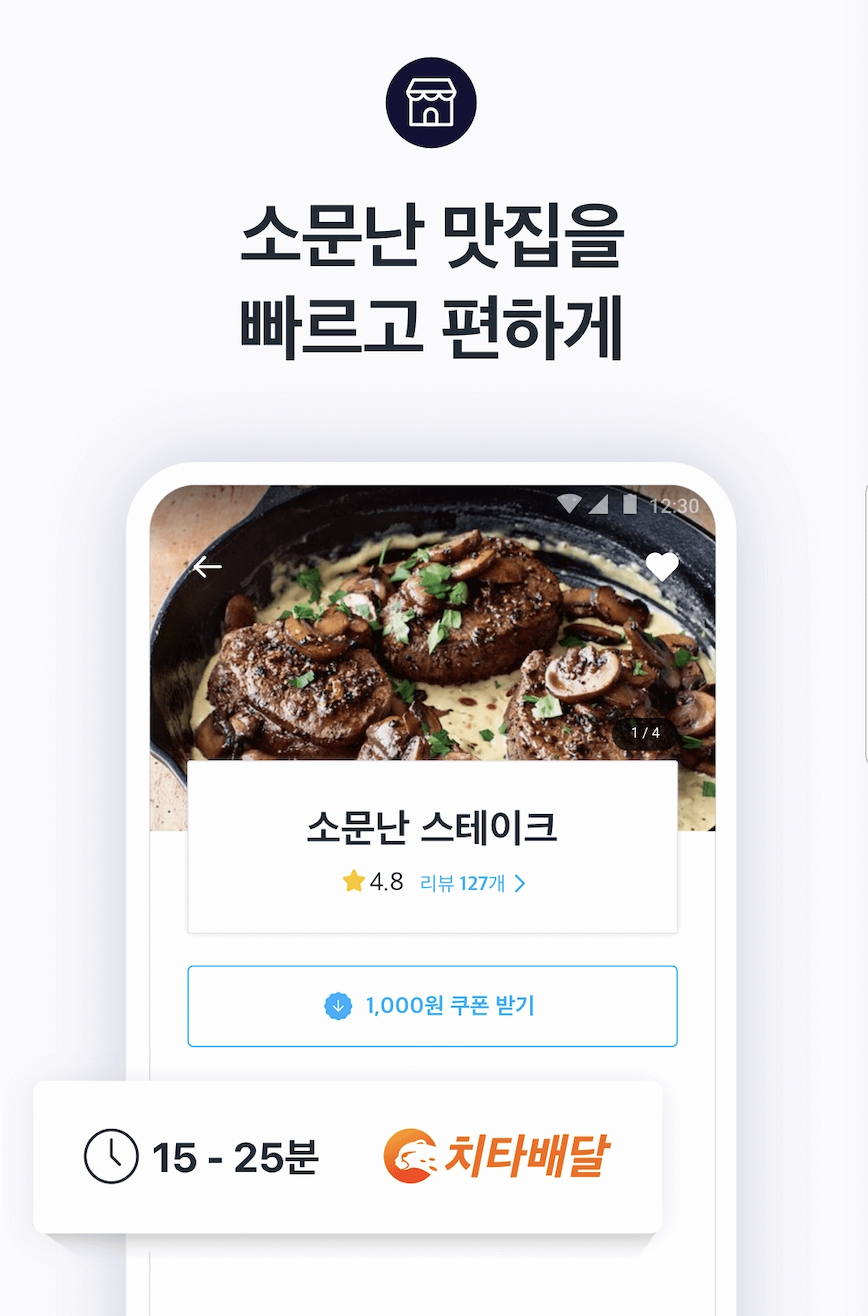 소문난 맛집을
빠르고 편하게
12:30
1 / 4
소문난 스테이크
4.8 리뷰 127개
1,000원 쿠폰 받기
15 - 25분 치타배달